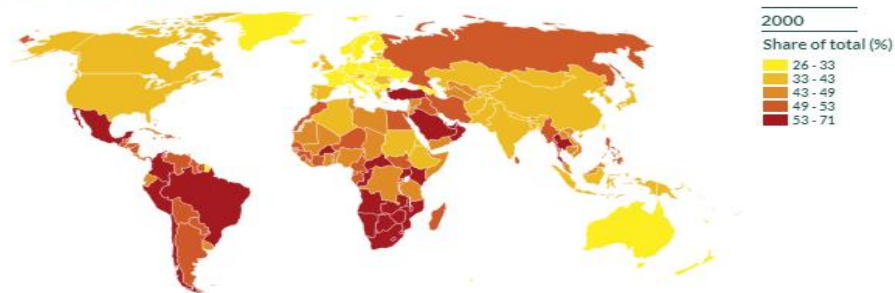 2000
Share of total (%)
26 - 33
33 - 43
43 - 49
49 - 53
53 - 71